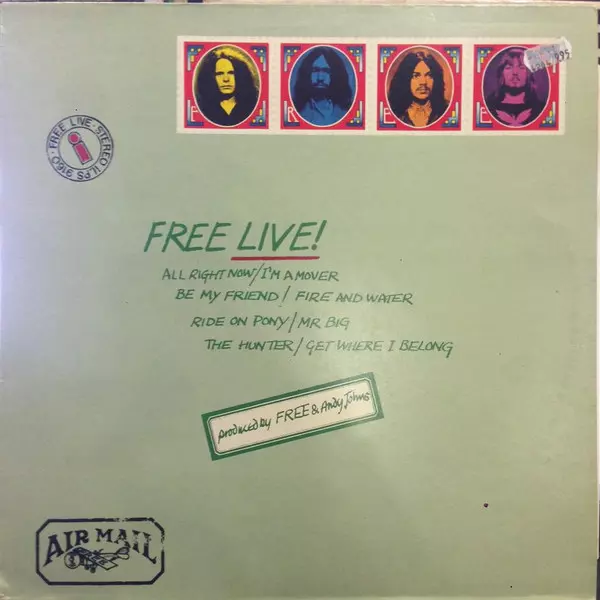 F R E E
FREE LIVE · STEREO ILPS 9160 ·
i
FREE LIVE!
ALL RIGHT NOW/I'M A MOVER
BE MY FRIEND/ FIRE AND WATER
RIDE ON PONY/MR BIG
THE HUNTER/ GET WHERE I BELONG
produced by FREE & Andy Johns
AIR MAIL